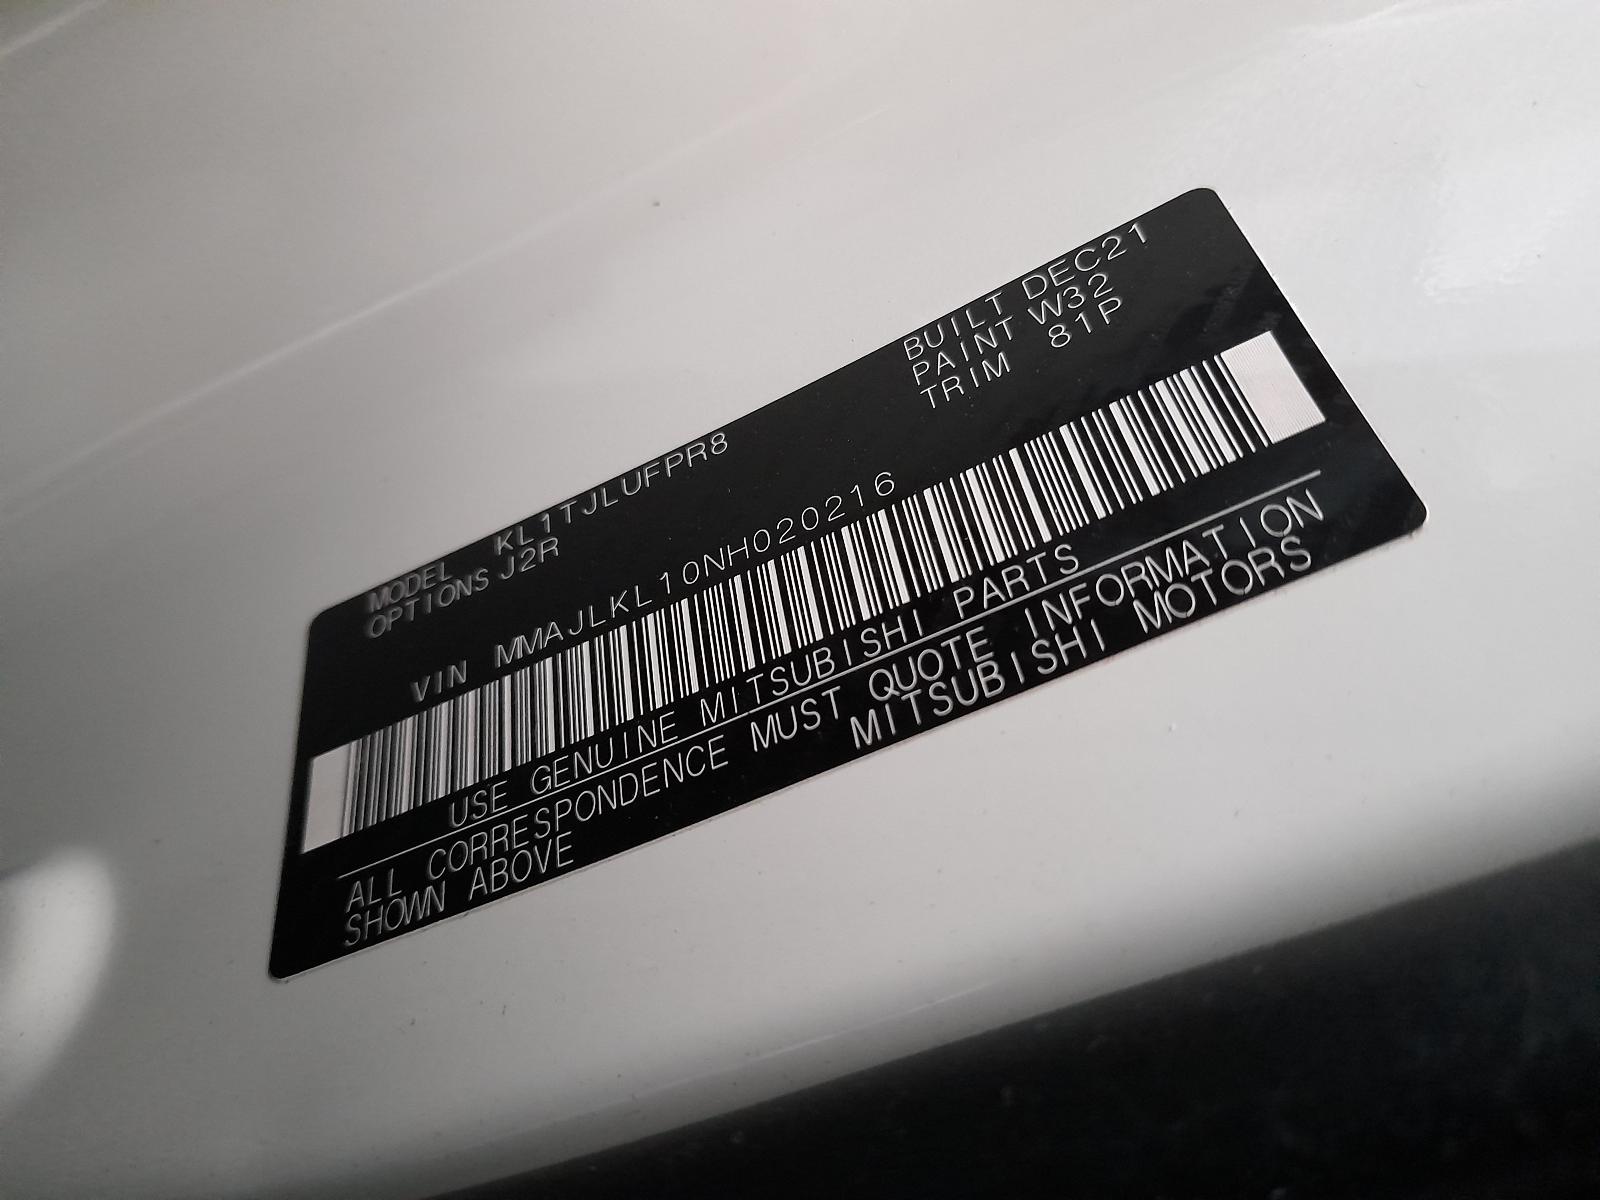 MODEL KL1TJLUFPR8
OPTIONS J2R
BUILT DEC21
PAINT W32
TRIM 81P
VIN MMAJLKL10NH020216
USE GENUINE MITSUBISHI PARTS
ALL CORRESPONDENCE MUST QUOTE INFORMATION
SHOWN ABOVE MITSUBISHI MOTORS